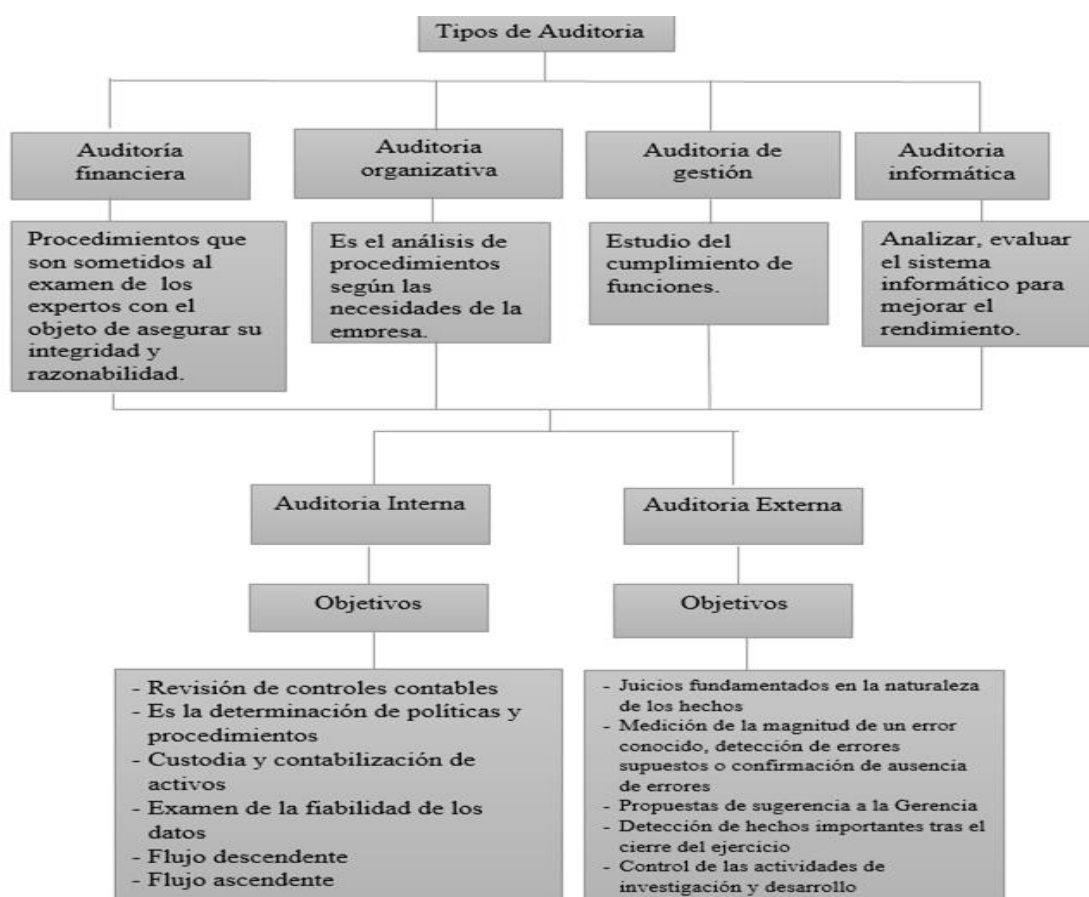 Tipos de Auditoria
Auditoría
financiera
Auditoria
organizativa
Auditoria de
gestión
Auditoria
informática
Procedimientos que
son sometidos al
examen de los
expertos con el
objeto de asegurar su
integridad y
razonabilidad.
Es el análisis de
procedimientos
según las
necesidades de la
empresa.
Estudio del
cumplimiento de
funciones.
Analizar, evaluar
el sistema
informático para
mejorar el
rendimiento.
Auditoria Interna
Auditoria Externa
Objetivos
Objetivos
- Revisión de controles contables
- Es la determinación de políticas y
procedimientos
- Custodia y contabilización de
activos
- Examen de la fiabilidad de los
datos
- Flujo descendente
- Flujo ascendente
- Juicios fundamentados en la naturaleza
de los hechos
- Medición de la magnitud de un error
conocido, detección de errores
supuestos o confirmación de ausencia
de errores
- Propuestas de sugerencia a la Gerencia
- Detección de hechos importantes tras el
cierre del ejercicio
- Control de las actividades de
investigación y desarrollo